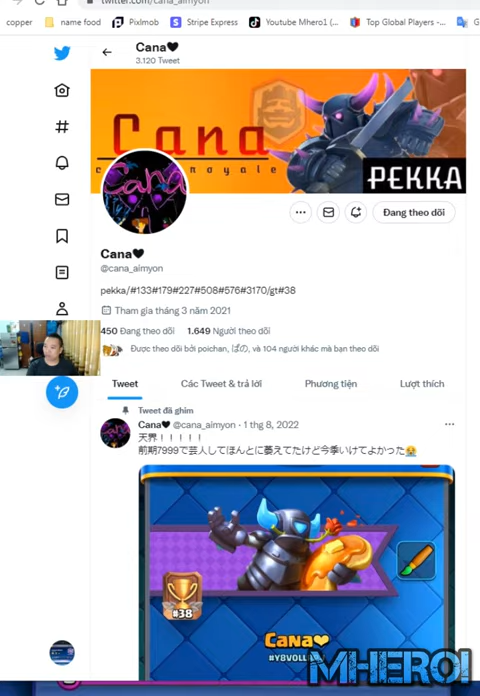 twitter.com/cana_aimyon
copper
name food
Pixlmob
Stripe Express
Youtube Mhero1 (...
Top Global Players -...
Cana🖤
3.120 Tweet
Cana
royale
PEKKA
Cana
Đang theo dõi
Cana🖤
@cana_aimyon
pekka/#133#179#227#508#576#3170/gt#38
Tham gia tháng 3 năm 2021
450 Đang theo dõi 1.649 Người theo dõi
Được theo dõi bởi poichan, ぱの, và 104 người khác mà bạn theo dõi
Tweet
Các Tweet & trả lời
Phương tiện
Lượt thích
Tweet đã ghim
Cana🖤 @cana_aimyon · 1 thg 8, 2022
天界！！！！！
前期7999で芸人してほんとに萎えてたけど今季いけてよかった😭
#38
Cana
#Y8VOLL
MHERO!